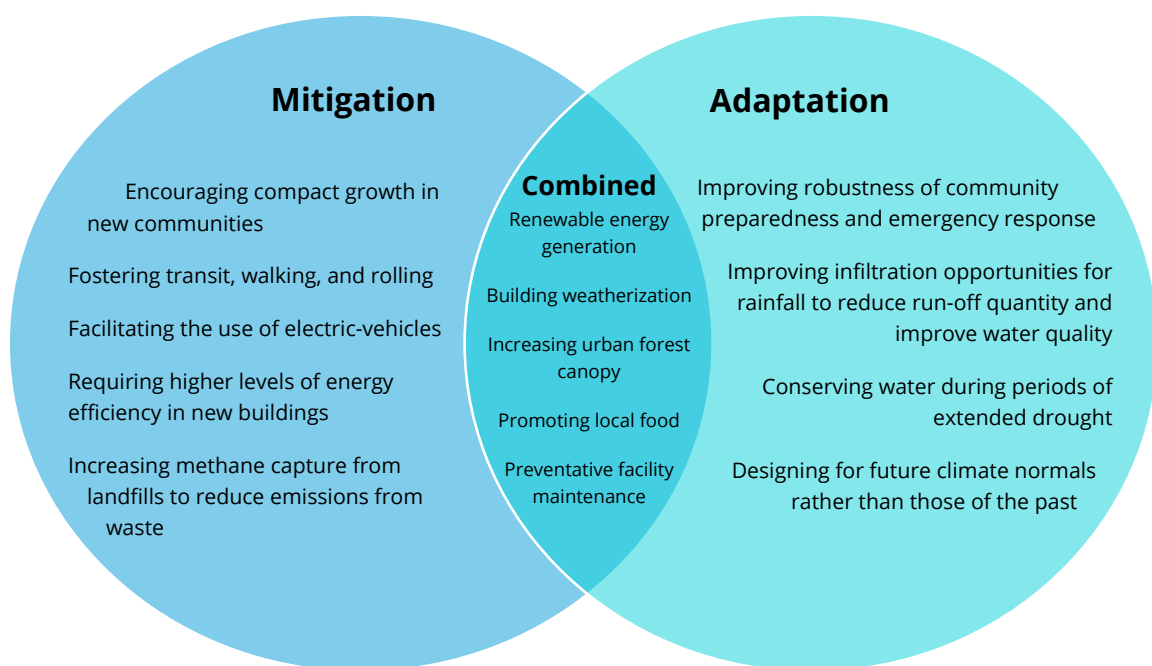 Mitigation
Encouraging compact growth in
new communities
Fostering transit, walking, and rolling
Facilitating the use of electric-vehicles
Requiring higher levels of energy
efficiency in new buildings
Increasing methane capture from
landfills to reduce emissions from
waste
Combined
Renewable energy
generation
Building weatherization
Increasing urban forest
canopy
Promoting local food
Preventative facility
maintenance
Adaptation
Improving robustness of community
preparedness and emergency response
Improving infiltration opportunities for
rainfall to reduce run-off quantity and
improve water quality
Conserving water during periods of
extended drought
Designing for future climate normals
rather than those of the past